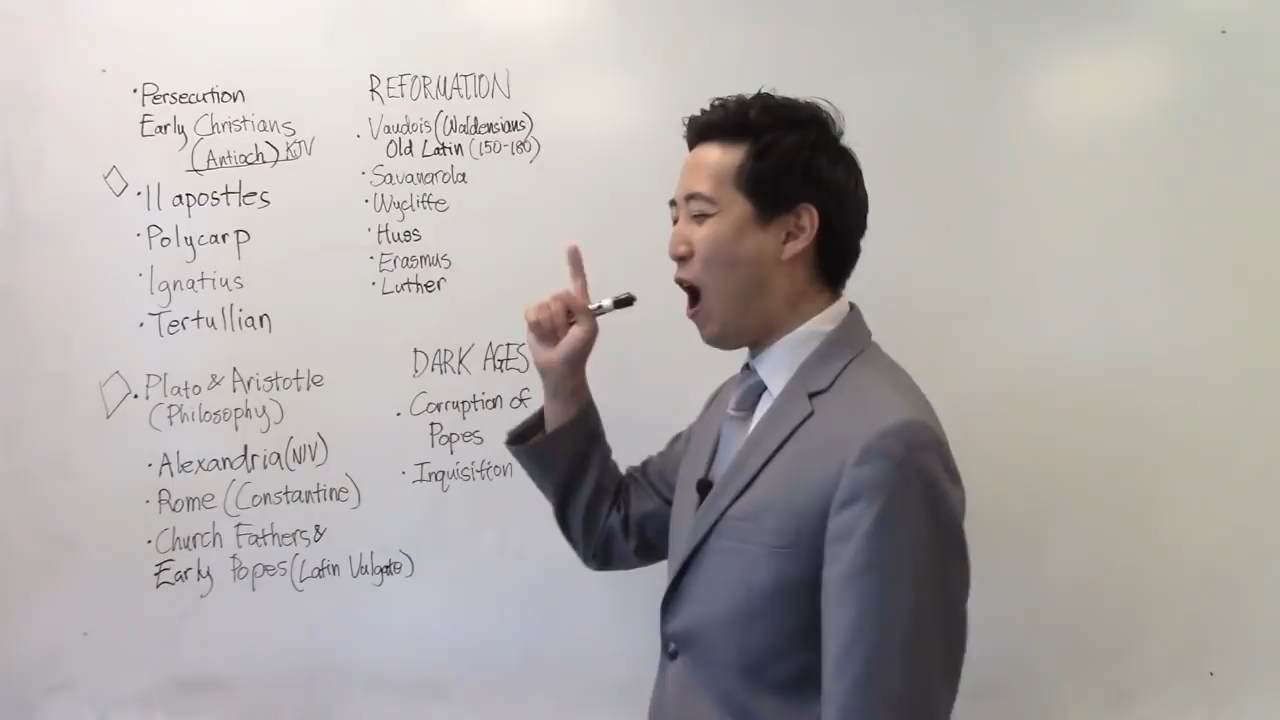 ·Persecution
Early Christians
(Antioch) KJV
·11 apostles
·Polycarp
·Ignatius
·Tertullian
·Plato & Aristotle
(Philosophy)
·Alexandria (NIV)
·Rome (Constantine)
·Church Fathers &
Early Popes (Latin Vulgate)
REFORMATION
·Vaudois (Waldensians)
Old Latin (150-180)
·Savanarola
·Wycliffe
·Huss
·Erasmus
·Luther
DARK AGES
·Corruption of
Popes
·Inquisition